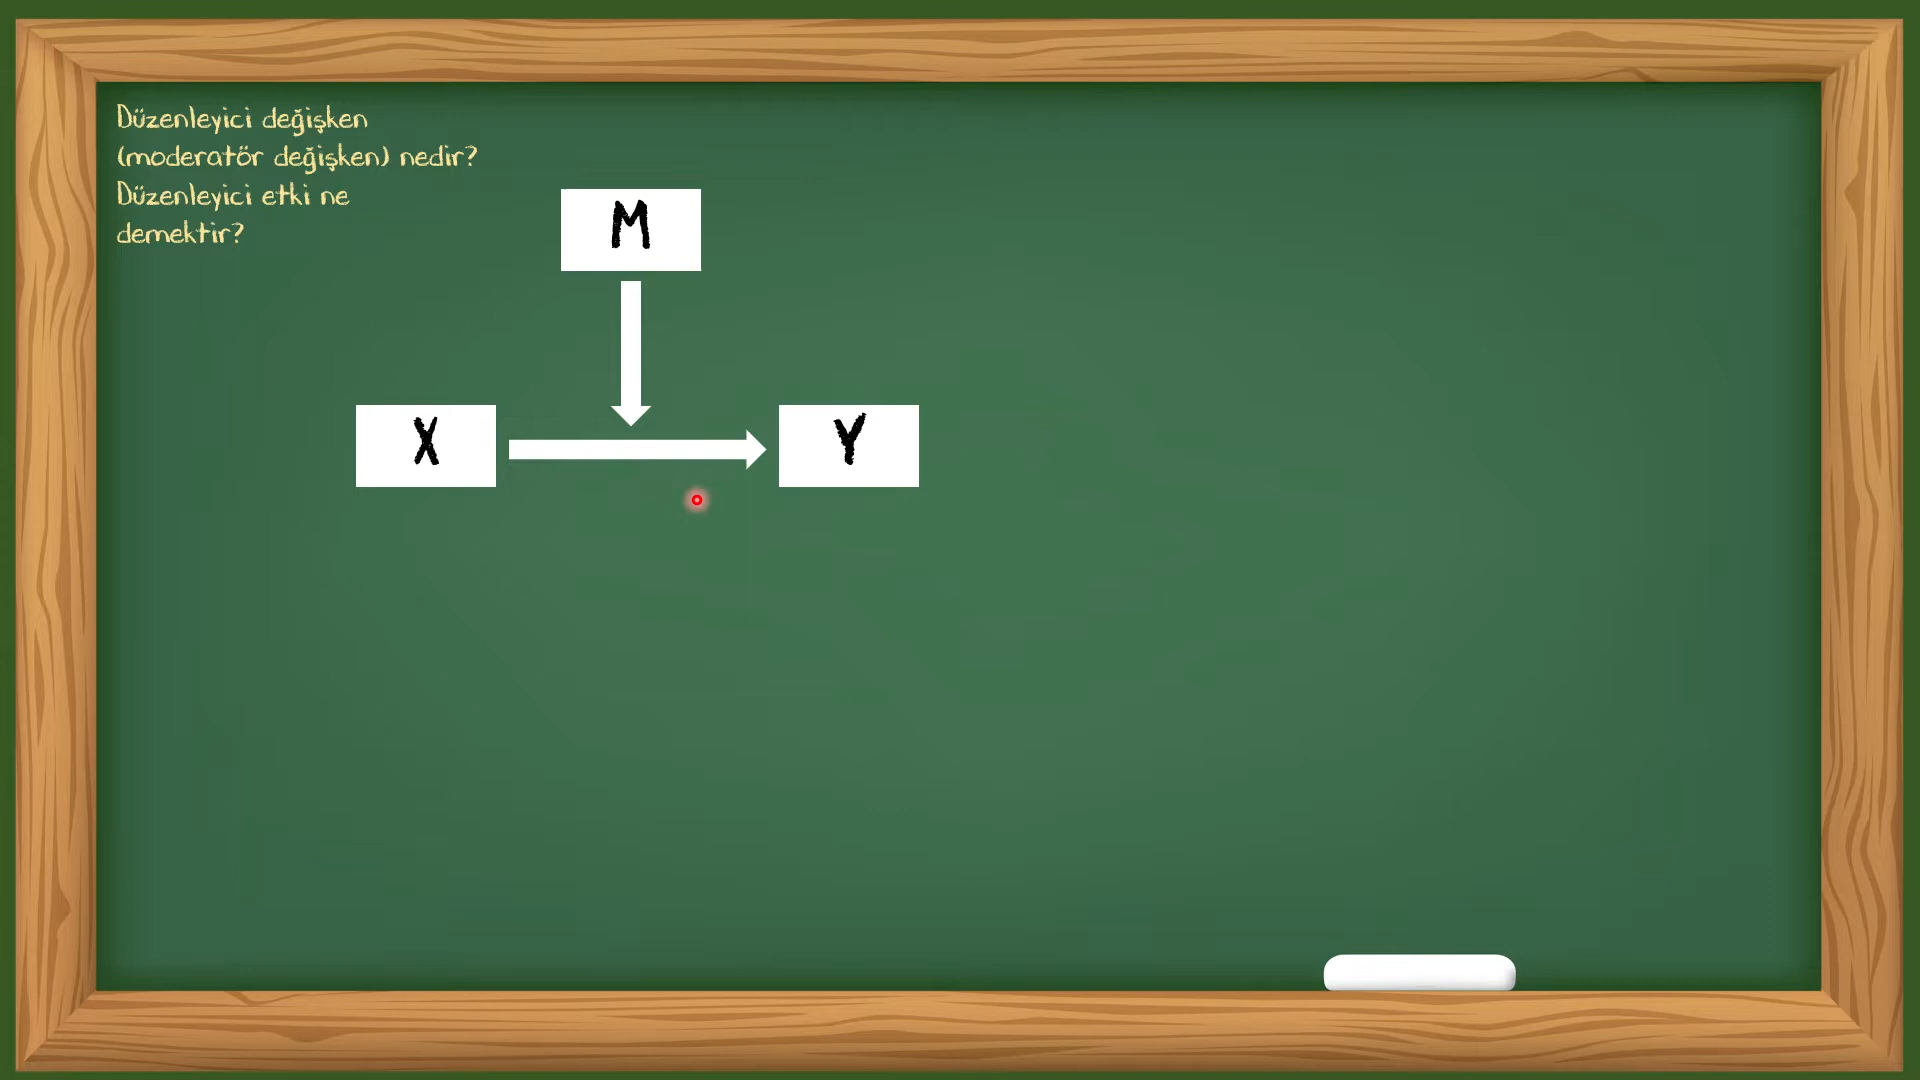 Düzenleyici değişken
(moderatör değişken) nedir?
Düzenleyici etki ne
demektir?
M
X
Y